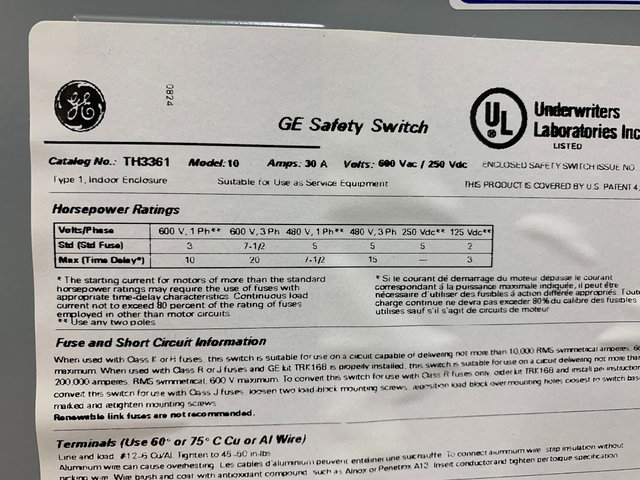 0824
GE Safety Switch
UL
Underwriters
Laboratories Inc
LISTED
Catalog No.: TH3361 Model: 10 Amps: 30 A Volts: 600 Vac / 250 Vdc ENCLOSED SAFETY SWITCH ISSUE NO
Type 1, Indoor Enclosure Suitable for Use as Service Equipment THIS PRODUCT IS COVERED BY U.S. PATENT 4,
Horsepower Ratings
Volts/Phase 600 V, 1 Ph** 600 V, 3 Ph 480 V, 1 Ph** 480 V, 3 Ph 250 Vdc** 125 Vdc**
Std (Std Fuse) 3 7-1/2 5 5 5 2
Max (Time Delay*) 10 20 7-1/2 15 — 3
* The starting current for motors of more than the standard
horsepower ratings may require the use of fuses with
appropriate time-delay characteristics. Continuous load
current not to exceed 80 percent of the rating of fuses
employed in other than motor circuits
** Use any two poles
* Si le courant de démarrage du moteur dépasse le courant
correspondant à la puissance maximale indiquée, il peut être
nécessaire d'utiliser des fusibles à action différée appropriés. Toute
charge continue ne devra pas excéder 80% du calibre des fusibles
utilisés sauf s'il s'agit de circuits de moteur
Fuse and Short Circuit Information
When used with Class K or H fuses, this switch is suitable for use on a circuit capable of delivering not more than 10,000 RMS symmetrical amperes, 60
maximum. When used with Class R or J fuses and GE kit TRK16B is properly installed, this switch is suitable for use on a circuit delivering not more than
200,000 amperes, RMS symmetrical, 600 V maximum. To convert this switch for use with Class R fuses only order kit TRK16B and install per instruction
convert this switch for use with Class J fuses, loosen two load-block mounting screws, reposition load block over mounting holes closest to switch base
marked and retighten mounting screws.
Renewable link fuses are not recommended.
Terminals (Use 60° or 75° C Cu or Al Wire)
Line and load #12-6 Cu/Al Tighten to 45-50 in-lbs
Aluminum wire can cause overheating. Les cables d'aluminium peuvent entraîner une surchauffe To connect aluminum wire strip insulation without
nicking wire. Wire brush and coat with antioxidant compound such as Alnox or Penetrox A13 Insert conductor and tighten per torque specification